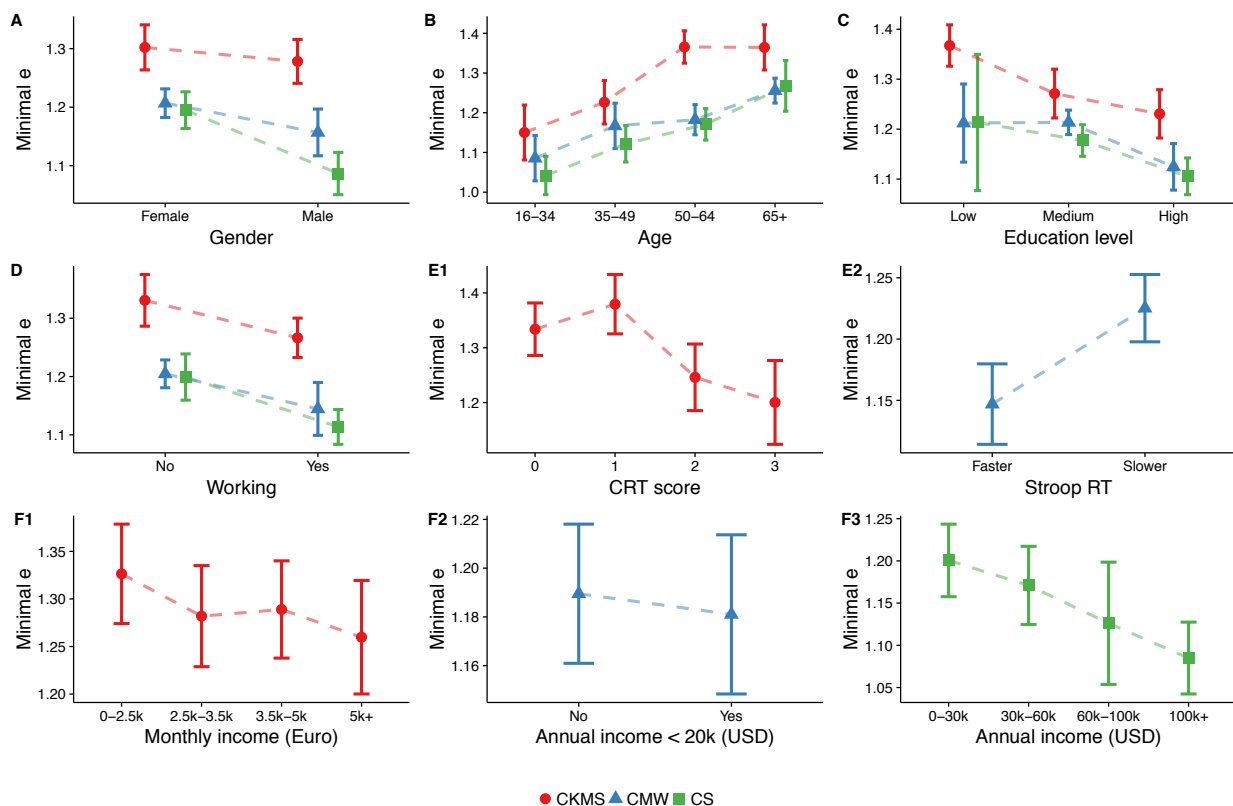 A
Minimal e
1.3
1.2
1.1
Female
Male
Gender
B
Minimal e
1.4
1.3
1.2
1.1
1.0
16–34
35–49
50–64
65+
Age
C
Minimal e
1.4
1.3
1.2
1.1
Low
Medium
High
Education level
D
Minimal e
1.3
1.2
1.1
No
Yes
Working
E1
Minimal e
1.4
1.3
1.2
0
1
2
3
CRT score
E2
Minimal e
1.25
1.20
1.15
Faster
Slower
Stroop RT
F1
Minimal e
1.35
1.30
1.25
1.20
0–2.5k
2.5k–3.5k
3.5k–5k
5k+
Monthly income (Euro)
F2
Minimal e
1.22
1.20
1.18
1.16
No
Yes
Annual income < 20k (USD)
F3
Minimal e
1.25
1.20
1.15
1.10
1.05
0–30k
30k–60k
60k–100k
100k+
Annual income (USD)
CKMS CMW CS